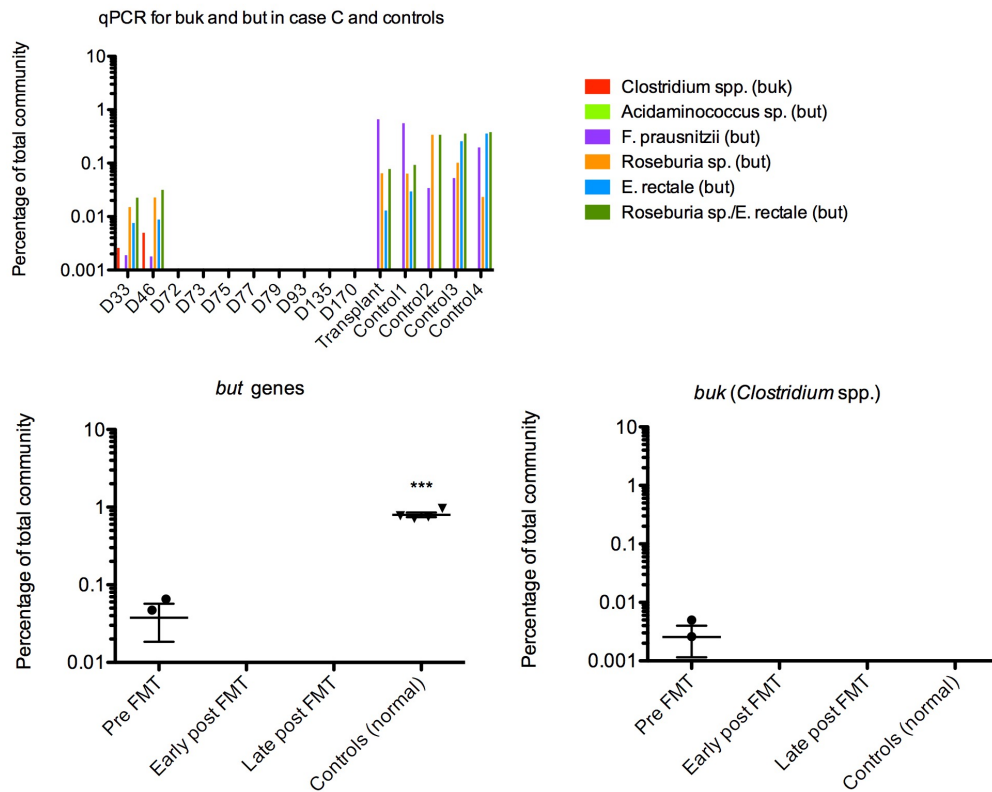 qPCR for buk and but in case C and controls
Percentage of total community
10
1
0.1
0.01
0.001
D33
D46
D72
D73
D75
D77
D79
D93
D135
D170
Transplant
Control1
Control2
Control3
Control4
Clostridium spp. (buk)
Acidaminococcus sp. (but)
F. prausnitzii (but)
Roseburia sp. (but)
E. rectale (but)
Roseburia sp./E. rectale (but)
but genes
Percentage of total community
10
1
0.1
0.01
***
Pre FMT
Early post FMT
Late post FMT
Controls (normal)
buk (Clostridium spp.)
Percentage of total community
10
1
0.1
0.01
0.001
Pre FMT
Early post FMT
Late post FMT
Controls (normal)